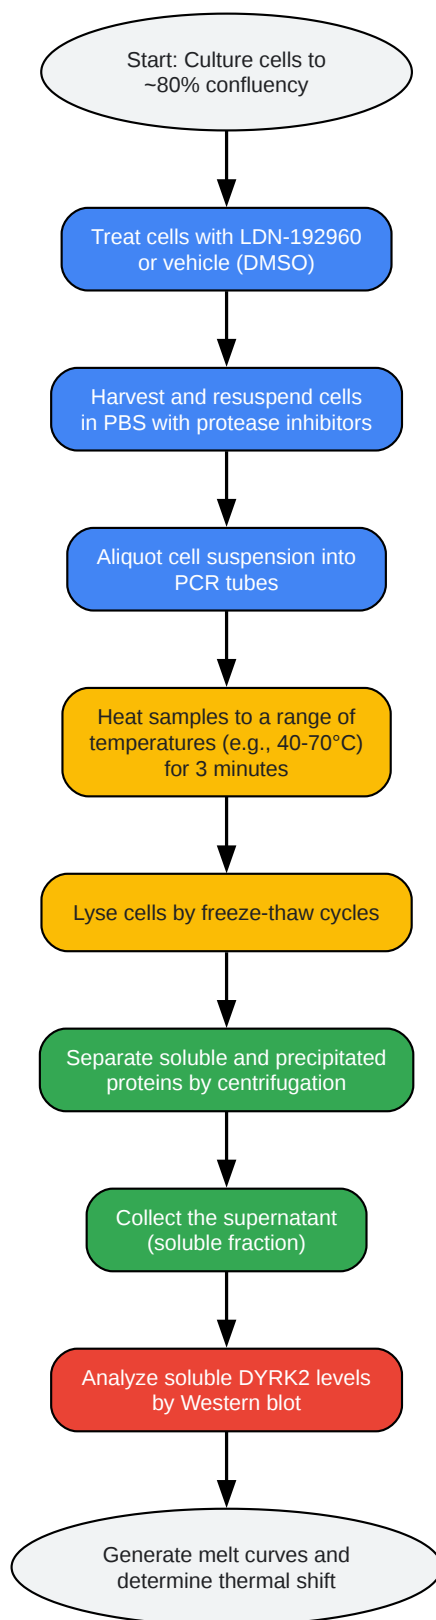 Start: Culture cells to
~80% confluency
Treat cells with LDN-192960
or vehicle (DMSO)
Harvest and resuspend cells
in PBS with protease inhibitors
Aliquot cell suspension into
PCR tubes
Heat samples to a range of
temperatures (e.g., 40-70°C)
for 3 minutes
Lyse cells by freeze-thaw cycles
Separate soluble and precipitated
proteins by centrifugation
Collect the supernatant
(soluble fraction)
Analyze soluble DYRK2 levels
by Western blot
Generate melt curves and
determine thermal shift